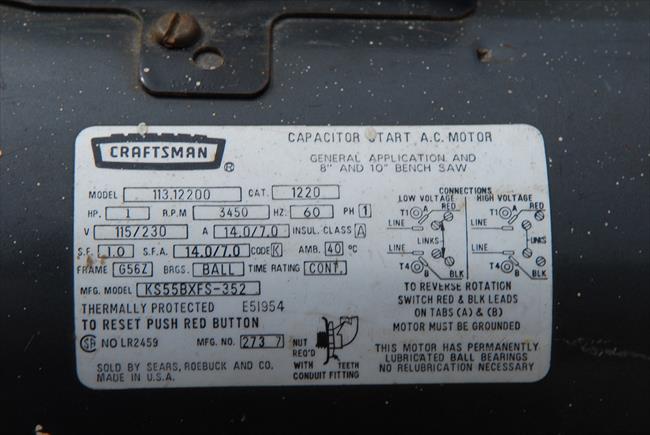 CRAFTSMAN ®
CAPACITOR START A.C. MOTOR
GENERAL APPLICATION AND
8" AND 10" BENCH SAW
MODEL 113.12200 CAT. 1220
HP. 1 R.P.M 3450 HZ: 60 PH 1
V 115/230 A 14.0/7.0 INSUL. CLASS A
S.F. 1.0 S.F.A. 14.0/7.0 CODE K AMB. 40 °C
FRAME G56Z BRGS. BALL TIME RATING CONT.
MFG. MODEL KS55BXFS-352
THERMALLY PROTECTED E51954
TO RESET PUSH RED BUTTON
SA NO LR2459 MFG. NO. 273 7
SOLD BY SEARS, ROEBUCK AND CO.
MADE IN U.S.A.
NUT
REQ'D
WITH TEETH
CONDUIT FITTING
CONNECTIONS
LOW VOLTAGE HIGH VOLTAGE
T1 A RED T1 A RED
LINE LINE
LINKS LINKS
LINE LINE
T4 B BLK T4 B BLK
TO REVERSE ROTATION
SWITCH RED & BLK LEADS
ON TABS (A) & (B)
MOTOR MUST BE GROUNDED
THIS MOTOR HAS PERMANENTLY
LUBRICATED BALL BEARINGS
NO RELUBRICATION NECESSARY